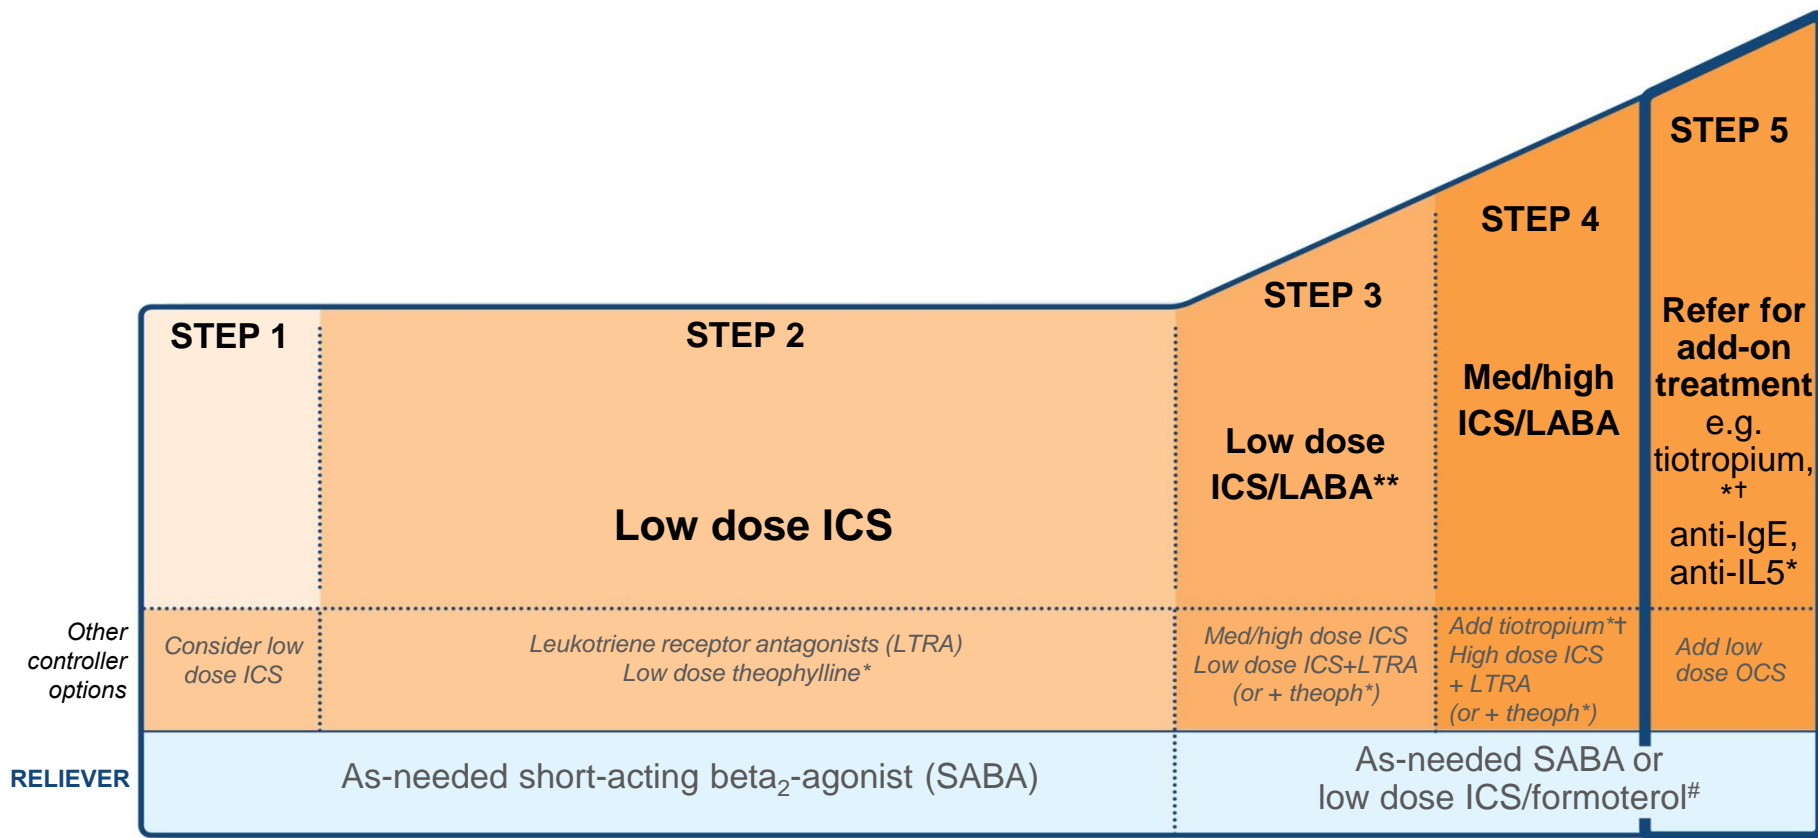 STEP 1
STEP 2
Low dose ICS
STEP 3
Low dose
ICS/LABA**
STEP 4
Med/high
ICS/LABA
STEP 5
Refer for
add-on
treatment
e.g.
tiotropium,
*†
anti-IgE,
anti-IL5*
Other
controller
options
Consider low
dose ICS
Leukotriene receptor antagonists (LTRA)
Low dose theophylline*
Med/high dose ICS
Low dose ICS+LTRA
(or + theoph*)
Add tiotropium*†
High dose ICS
+ LTRA
(or + theoph*)
Add low
dose OCS
RELIEVER
As-needed short-acting beta₂-agonist (SABA)
As-needed SABA or
low dose ICS/formoterol#